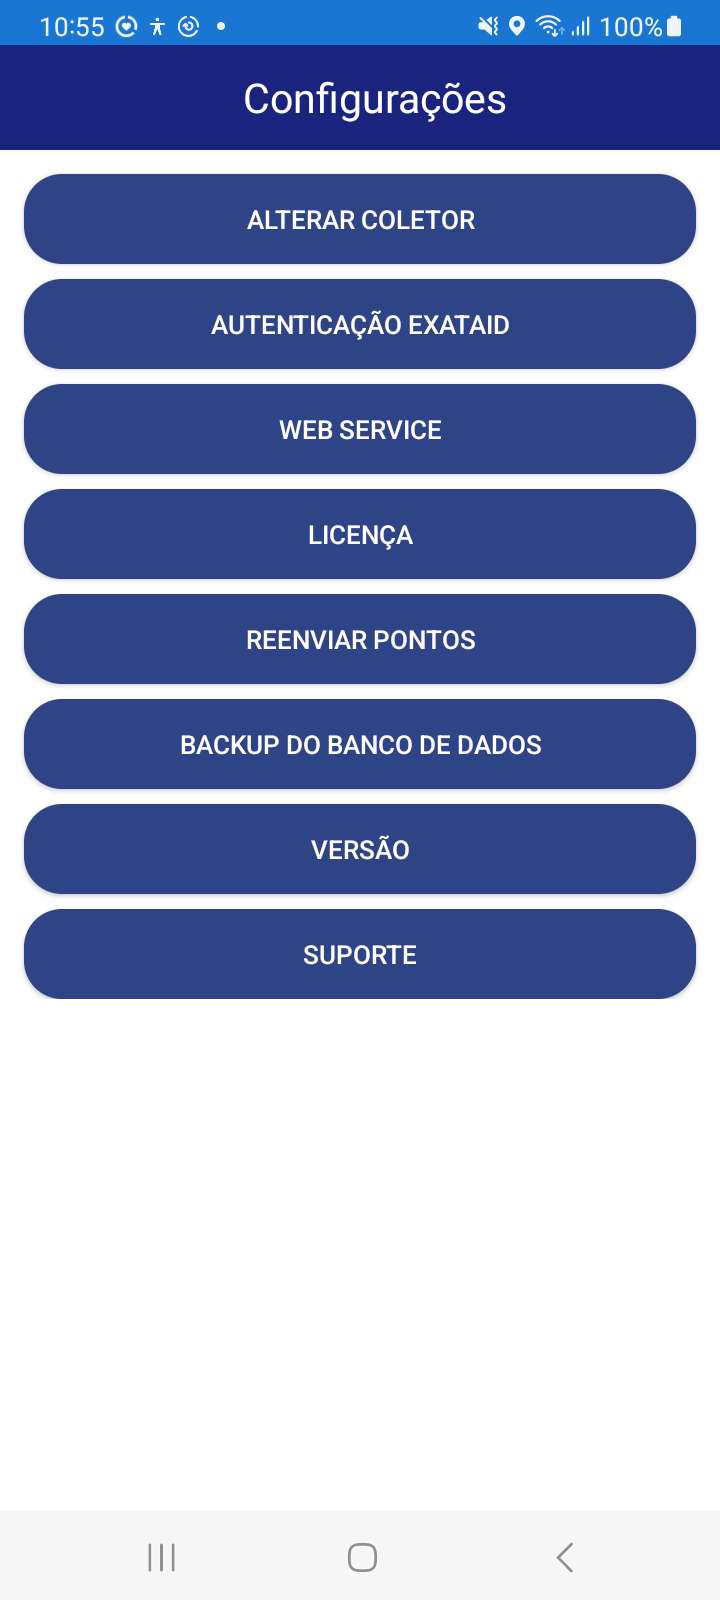 10:55 100%
Configurações
ALTERAR COLETOR
AUTENTICAÇÃO EXATAID
WEB SERVICE
LICENÇA
REENVIAR PONTOS
BACKUP DO BANCO DE DADOS
VERSÃO
SUPORTE